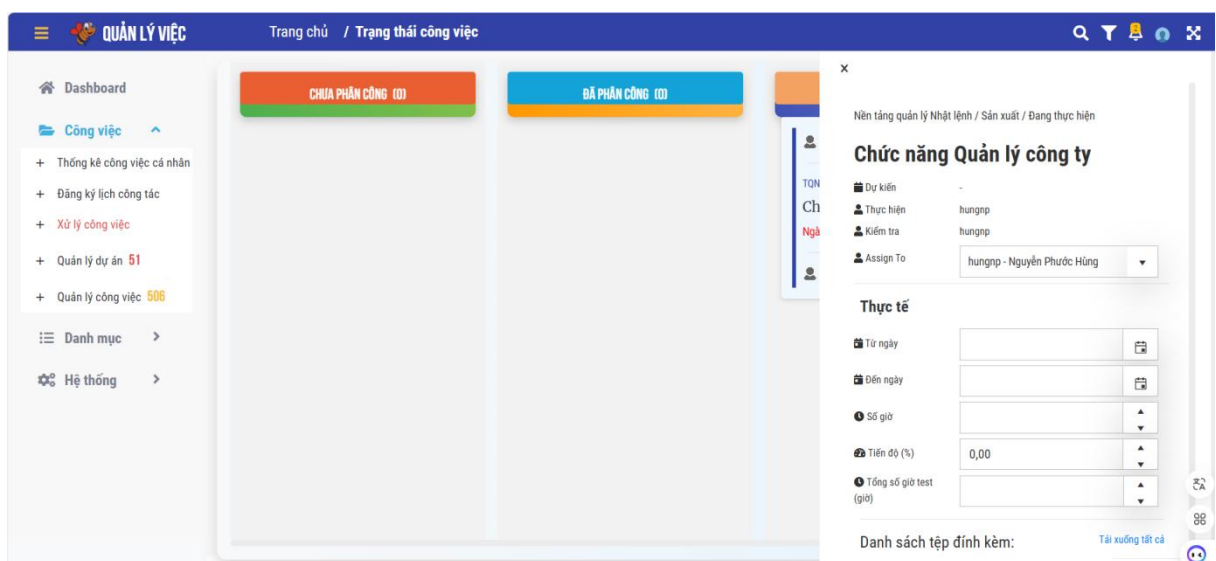 QUẢN LÝ VIỆC
Trang chủ / Trạng thái công việc
Dashboard
Công việc
+ Thống kê công việc cá nhân
+ Đăng ký lịch công tác
+ Xử lý công việc
+ Quản lý dự án 51
+ Quản lý công việc 506
Danh mục
Hệ thống
CHƯA PHÂN CÔNG (0)
ĐÃ PHÂN CÔNG (0)
TQN
Ch
Ngà
×
Nền tảng quản lý Nhật lệnh / Sản xuất / Đang thực hiện
Chức năng Quản lý công ty
Dự kiến -
Thực hiện hungnp
Kiểm tra hungnp
Assign To hungnp - Nguyễn Phước Hùng
Thực tế
Từ ngày
Đến ngày
Số giờ
Tiến độ (%) 0,00
Tổng số giờ test
(giờ)
Danh sách tệp đính kèm: Tải xuống tất cả